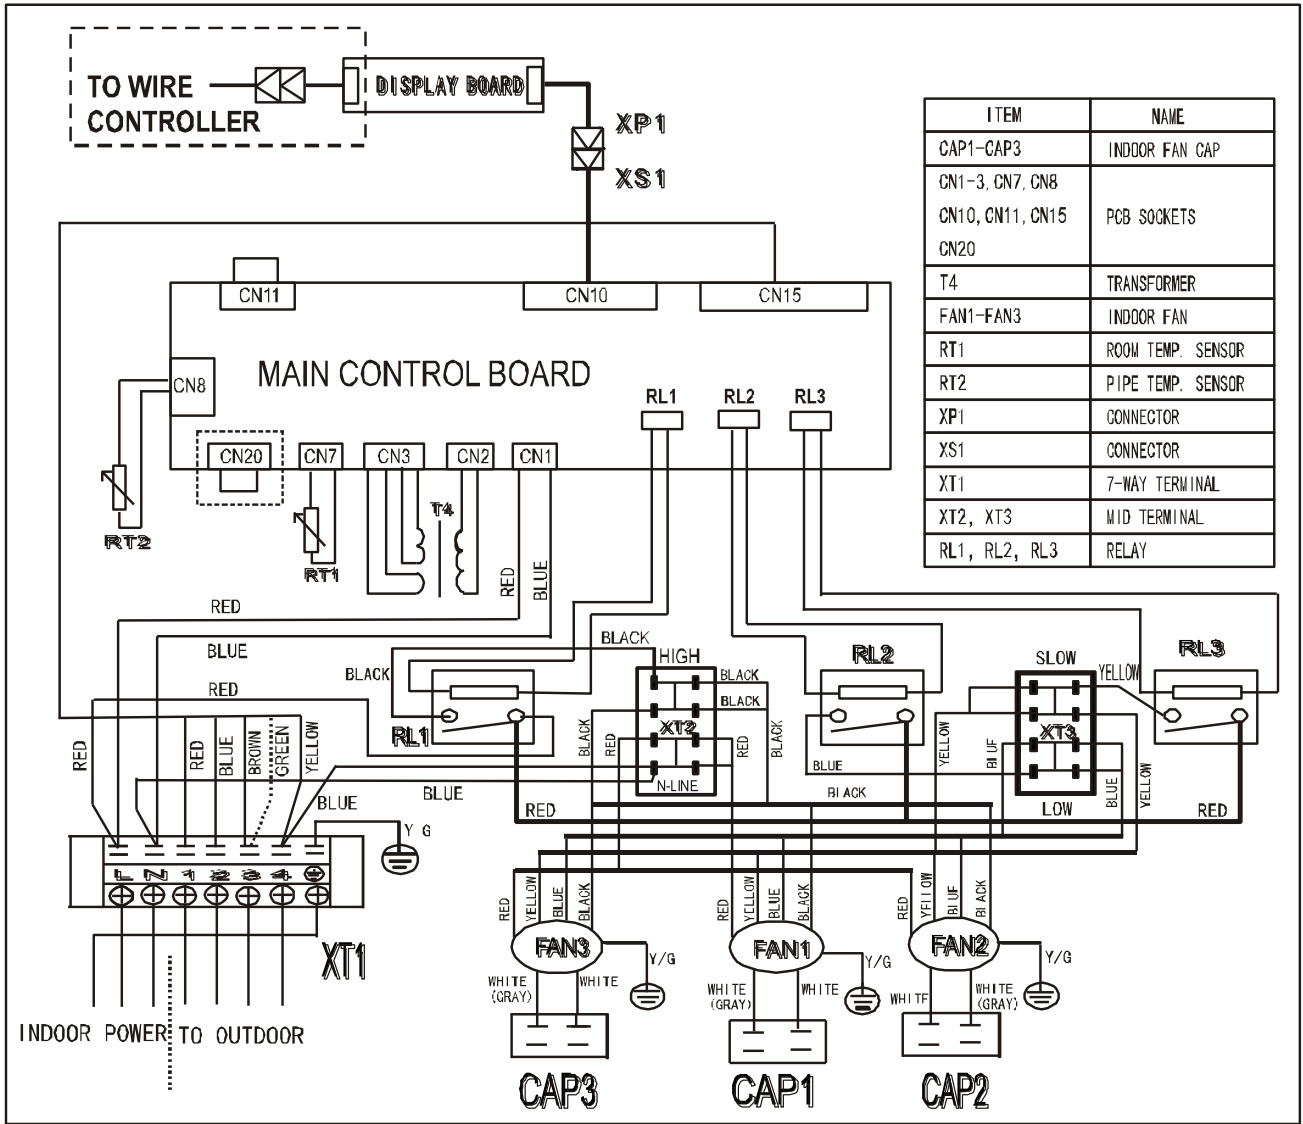 TO WIRE
CONTROLLER
DISPLAY BOARD
XP1
XS1
ITEM NAME
CAP1-CAP3 INDOOR FAN CAP
CN1-3, CN7, CN8
CN10, CN11, CN15 PCB SOCKETS
CN20
T4 TRANSFORMER
FAN1-FAN3 INDOOR FAN
RT1 ROOM TEMP. SENSOR
RT2 PIPE TEMP. SENSOR
XP1 CONNECTOR
XS1 CONNECTOR
XT1 7-WAY TERMINAL
XT2, XT3 MID TERMINAL
RL1, RL2, RL3 RELAY
CN11 CN10 CN15
MAIN CONTROL BOARD
CN8
RL1 RL2 RL3
CN20 CN7 CN3 CN2 CN1
T4
RT2
RT1
RED
BLUE
RED
BLUE
RED
BLACK
BLACK
HIGH
BLACK
BLACK
XT2
N-LINE
RL1
RL2
SLOW
YELLOW
RL3
XT3
LOW
RED
RED
BLUE
BROWN
GREEN
YELLOW
BLUE
BLUE
BLACK
RED
RED
BLACK
BLUE
BLACK
YELLOW
BLUF
BLUE
YELLOW
RED
RED
Y G
L N 1 2 3 4
XT1
RED YELLOW BLUE BLACK
RED YELLOW BLUE BLACK
RED YFIIOW BIUF BLACK
FAN3 FAN1 FAN2
Y/G Y/G Y/G
WHITE
(GRAY)
WHITE
WHITE
(GRAY)
WHITE
WHITF
WHITE
(GRAY)
INDOOR POWER TO OUTDOOR
CAP3 CAP1 CAP2